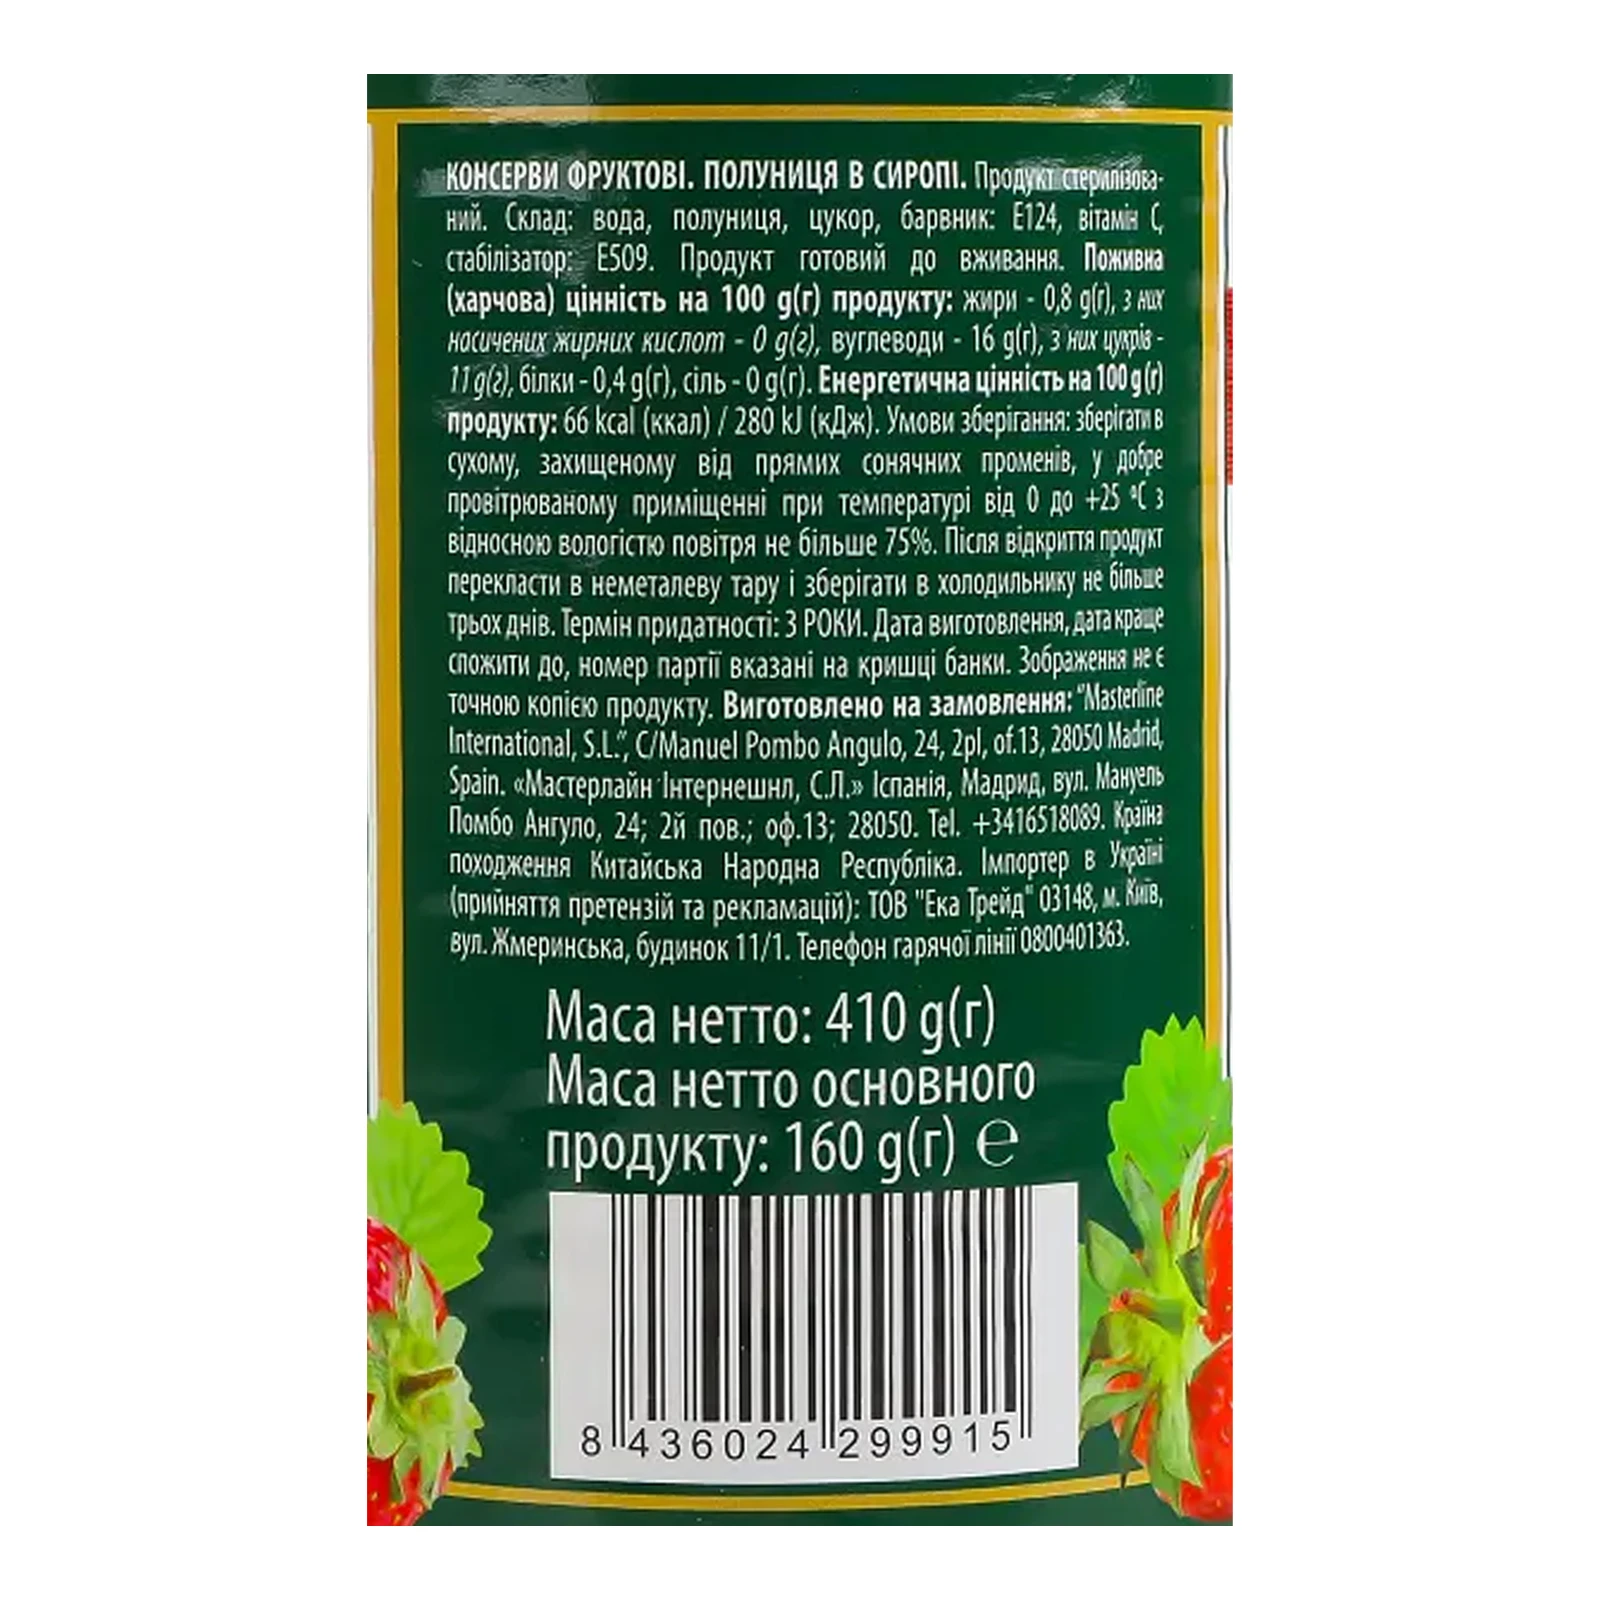 КОНСЕРВИ ФРУКТОВІ. ПОЛУНИЦЯ В СИРОПІ. Продукт стерилізова-
ний. Склад: вода, полуниця, цукор, барвник: Е124, вітамін С,
стабілізатор: Е509. Продукт готовий до вживання. Поживна
(харчова) цінність на 100 g(г) продукту: жири - 0,8 g(г), з них
насичених жирних кислот - 0 g(г), вуглеводи - 16 g(г), з них цукрів -
11 g(г), білки - 0,4 g(г), сіль - 0 g(г). Енергетична цінність на 100 g (г)
продукту: 66 kcal (ккал) / 280 kJ (кДж). Умови зберігання: зберігати в
сухому, захищеному від прямих сонячних променів, у добре
провітрюваному приміщенні при температурі від 0 до +25 ºС з
відносною вологістю повітря не більше 75%. Після відкриття продукт
перекласти в неметалеву тару і зберігати в холодильнику не більше
трьох днів. Термін придатності: 3 РОКИ. Дата виготовлення, дата краще
спожити до, номер партії вказані на кришці банки. Зображення не є
точною копією продукту. Виготовлено на замовлення: "Masterline
International, S.L.", C/Manuel Pombo Angulo, 24, 2pl, of.13, 28050 Madrid,
Spain. «Мастерлайн Інтернешнл, С.Л.» Іспанія, Мадрид, вул. Мануель
Помбо Ангуло, 24; 2й пов.; оф.13; 28050. Tel. +3416518089. Країна
походження Китайська Народна Республіка. Імпортер в Україні
(прийняття претензій та рекламацій): ТОВ "Ека Трейд" 03148, м. Київ,
вул. Жмеринська, будинок 11/1. Телефон гарячої лінії 0800401363.
Маса нетто: 410 g(г)
Маса нетто основного
продукту: 160 g(г) ℮
8 436024 299915